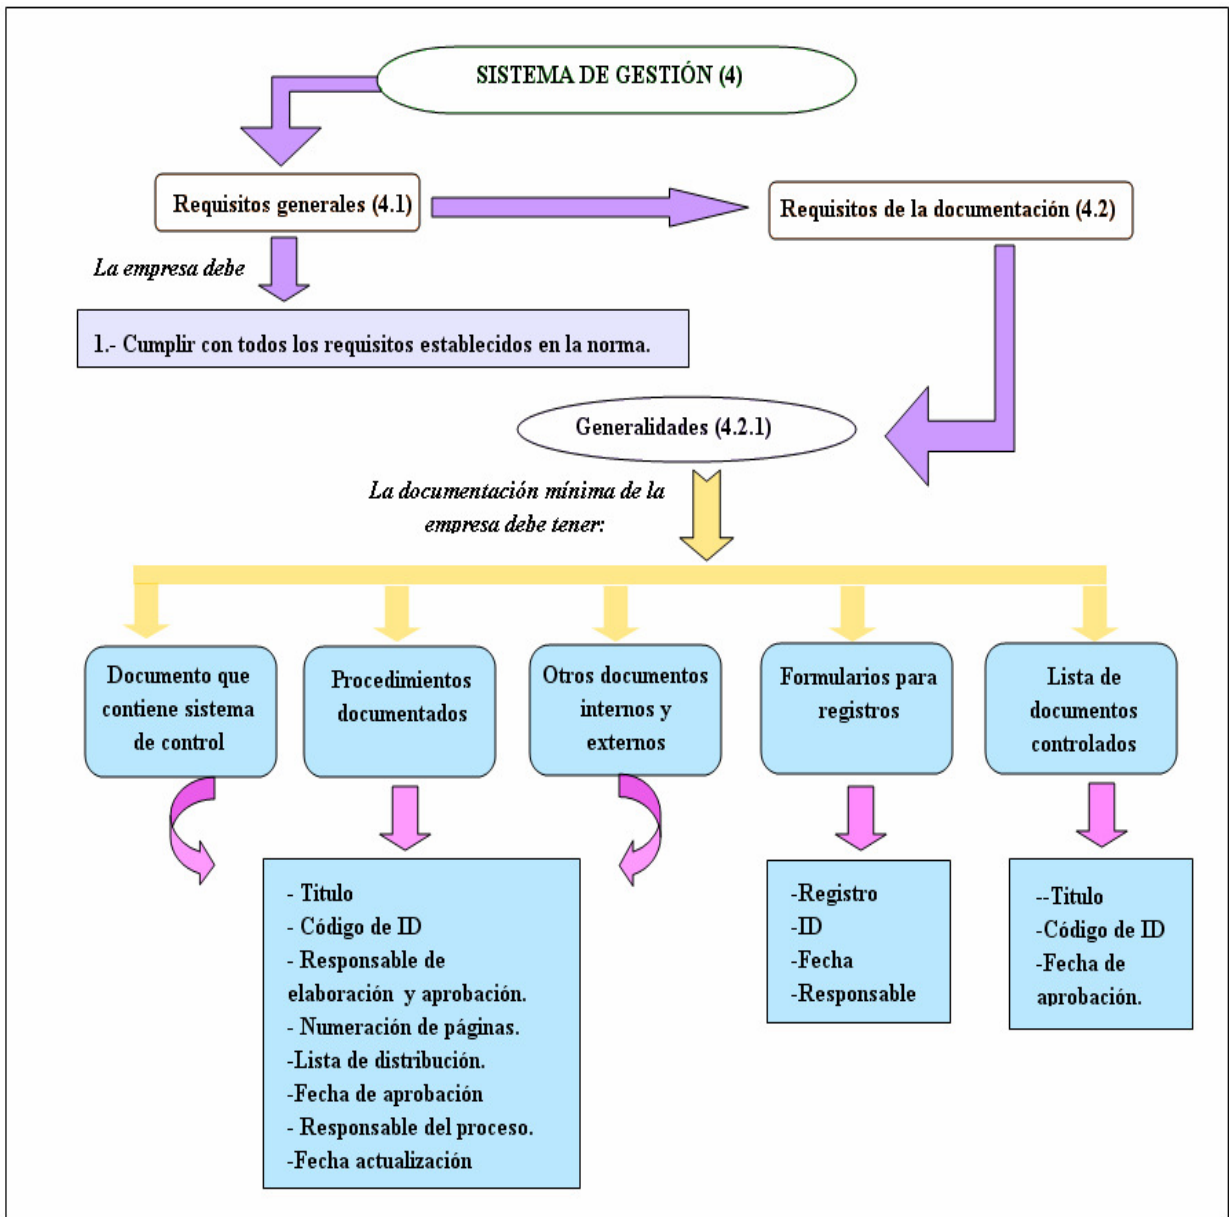 SISTEMA DE GESTIÓN (4)
Requisitos generales (4.1)
Requisitos de la documentación (4.2)
La empresa debe
1.- Cumplir con todos los requisitos establecidos en la norma.
Generalidades (4.2.1)
La documentación mínima de la
empresa debe tener:
Documento que
contiene sistema
de control
Procedimientos
documentados
Otros documentos
internos y
externos
Formularios para
registros
Lista de
documentos
controlados
- Titulo
- Código de ID
- Responsable de
elaboración y aprobación.
- Numeración de páginas.
-Lista de distribución.
-Fecha de aprobación
- Responsable del proceso.
-Fecha actualización
-Registro
-ID
-Fecha
-Responsable
--Titulo
-Código de ID
-Fecha de
aprobación.